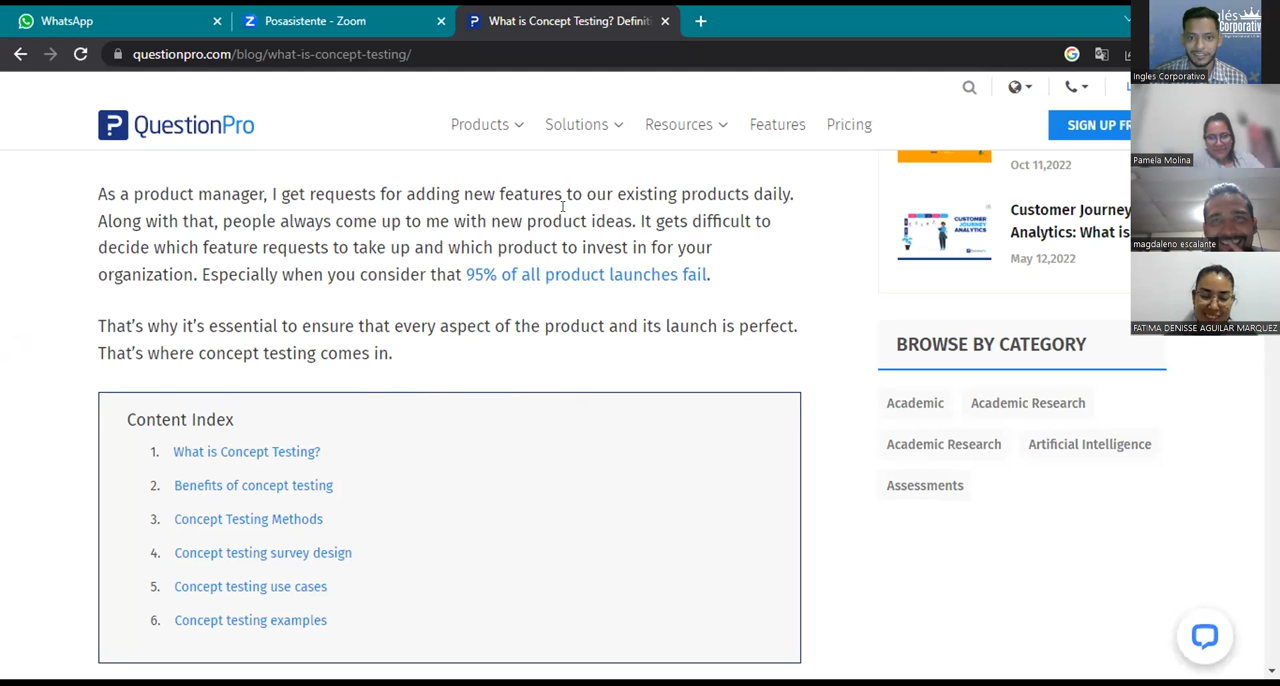 WhatsApp
Posasistente - Zoom
What is Concept Testing? Definiti
questionpro.com/blog/what-is-concept-testing/
QuestionPro
Products
Solutions
Resources
Features
Pricing
SIGN UP FR
As a product manager, I get requests for adding new features to our existing products daily.
Along with that, people always come up to me with new product ideas. It gets difficult to
decide which feature requests to take up and which product to invest in for your
organization. Especially when you consider that 95% of all product launches fail.
That's why it's essential to ensure that every aspect of the product and its launch is perfect.
That's where concept testing comes in.
Content Index
1. What is Concept Testing?
2. Benefits of concept testing
3. Concept Testing Methods
4. Concept testing survey design
5. Concept testing use cases
6. Concept testing examples
Oct 11,2022
CUSTOMER
JOURNEY
ANALYTICS
Customer Journey
Analytics: What is
May 12,2022
BROWSE BY CATEGORY
Academic
Academic Research
Academic Research
Artificial Intelligence
Assessments
Corporativo
Ingles Corporativo
Pamela Molina
magdaleno escalante
FATIMA DENISSE AGUILAR MARQUEZ